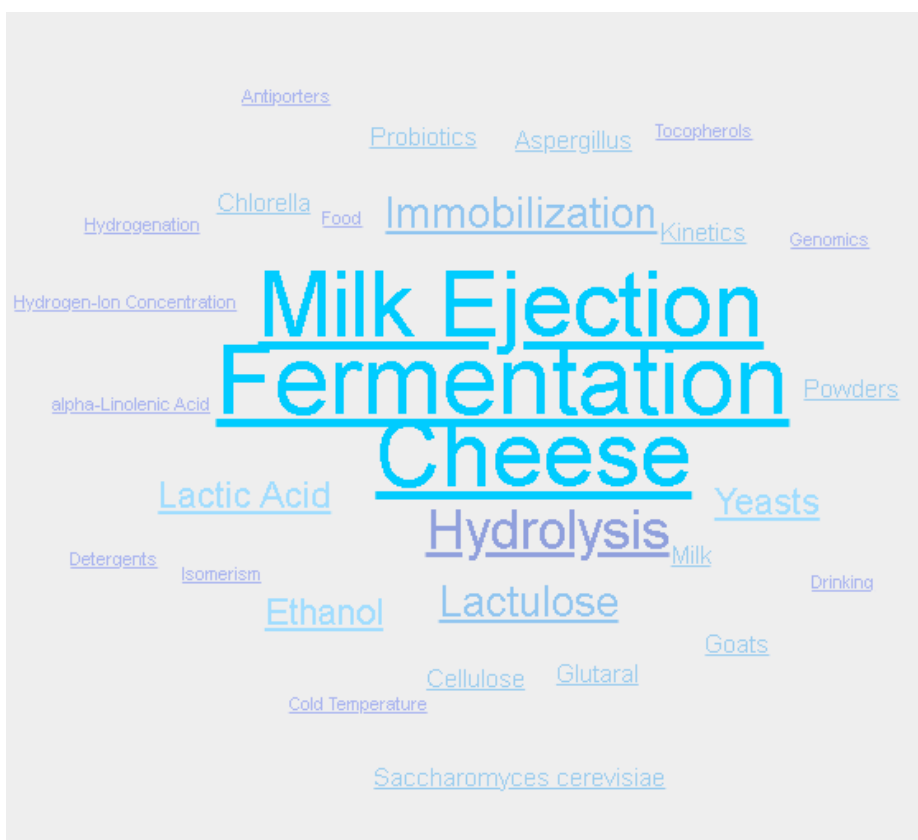 Antiporters
Probiotics Aspergillus Tocopherols
Chlorella Food Immobilization
Hydrogenation Kinetics Genomics
Milk Ejection
Hydrogen-Ion Concentration
Fermentation
alpha-Linolenic Acid Powders
Cheese
Lactic Acid Yeasts
Hydrolysis
Detergents Milk
Isomerism Drinking
Ethanol Lactulose
Goats
Cellulose Glutaral
Cold Temperature
Saccharomyces cerevisiae